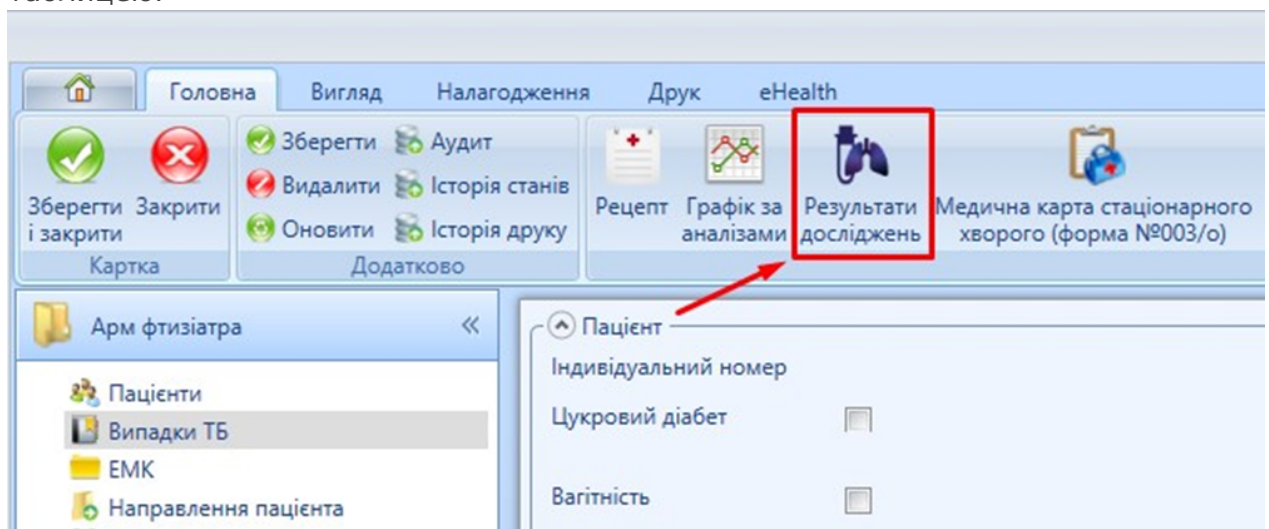 Головна Вигляд Налагодження Друк eHealth
Зберегти і закрити
Закрити
Картка
Зберегти
Видалити
Оновити
Аудит
Історія станів
Історія друку
Додатково
Рецепт
Графік за
аналізами
Результати
досліджень
Медична карта стаціонарного
хворого (форма №003/о)
Арм фтизіатра
Пацієнти
Випадки ТБ
ЕМК
Направлення пацієнта
Пацієнт
Індивідуальний номер
Цукровий діабет
Вагітність